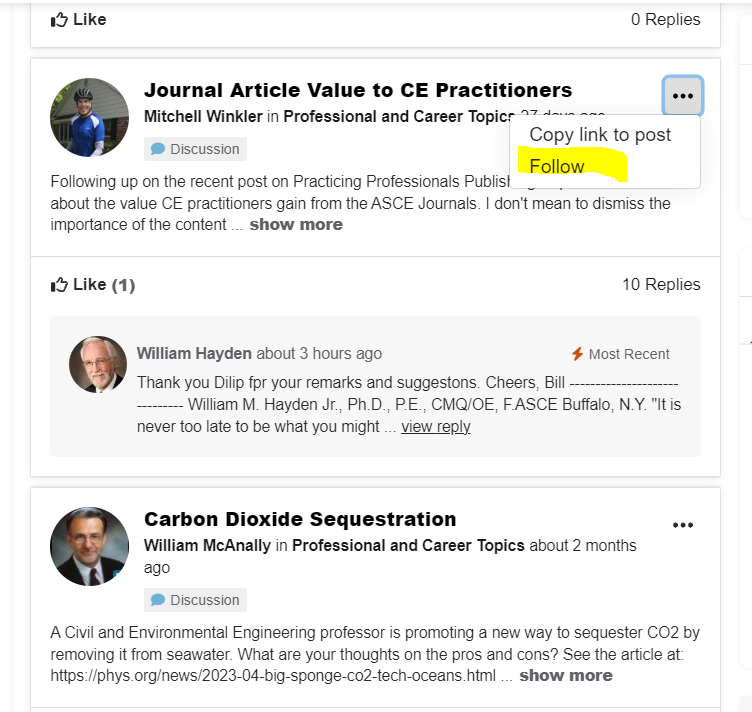 Like
0 Replies
Journal Article Value to CE Practitioners
Mitchell Winkler in Professional and Career Topics 27 days ago
Copy link to post
Follow
Discussion
Following up on the recent post on Practicing Professionals
about the value CE practitioners gain from the ASCE Journals. I don't mean to dismiss the
importance of the content ... show more
Like (1)
10 Replies
William Hayden about 3 hours ago
Most Recent
Thank you Dilip fpr your remarks and suggestons. Cheers, Bill ---------------------
--------- William M. Hayden Jr., Ph.D., P.E., CMQ/OE, F.ASCE Buffalo, N.Y. "It is
never too late to be what you might ... view reply
Carbon Dioxide Sequestration
William McAnally in Professional and Career Topics about 2 months
ago
Discussion
A Civil and Environmental Engineering professor is promoting a new way to sequester CO2 by
removing it from seawater. What are your thoughts on the pros and cons? See the article at:
https://phys.org/news/2023-04-big-sponge-co2-tech-oceans.html ... show more